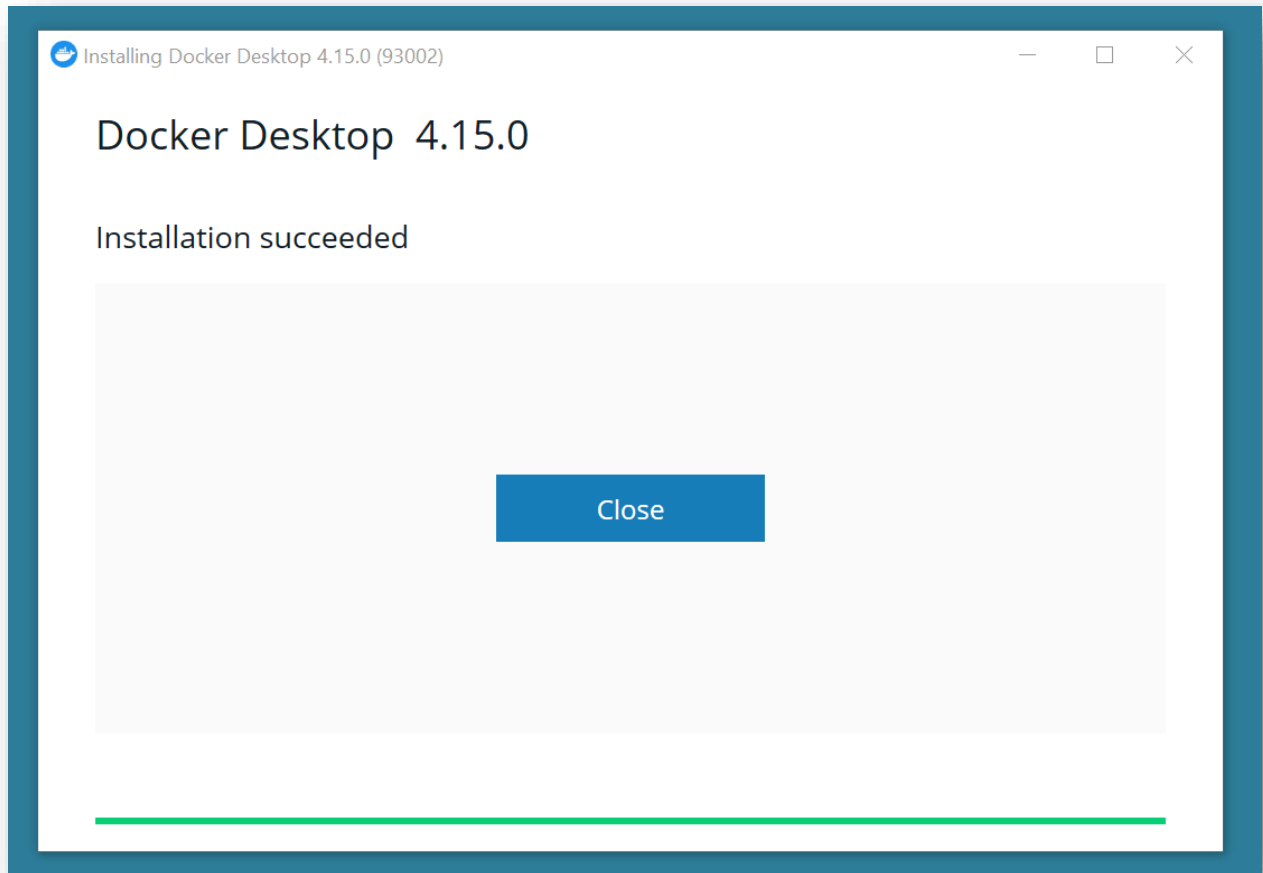 Installing Docker Desktop 4.15.0 (93002)
Docker Desktop 4.15.0
Installation succeeded
Close